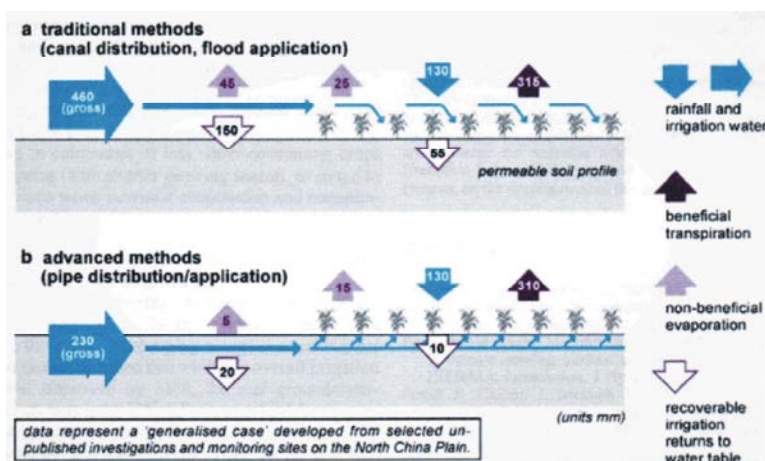 a traditional methods
(canal distribution, flood application)
460
(gross)
45
25
130
315
150
55
permeable soil profile
rainfall and
irrigation water
beneficial
transpiration
b advanced methods
(pipe distribution/application)
230
(gross)
5
15
130
310
20
10
(units mm)
non-beneficial
evaporation
recoverable
irrigation
returns to
water table
data represent a 'generalised case' developed from selected un-
published investigations and monitoring sites on the North China Plain.